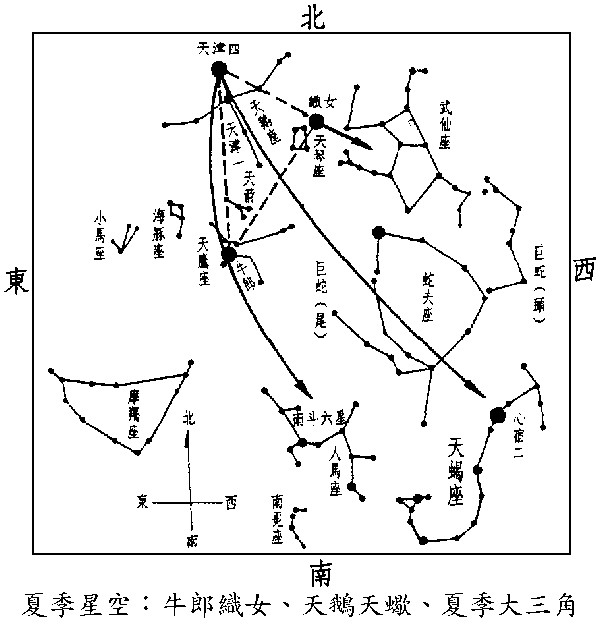 北
天津四
織女
武仙座
天鵝座
天津一
天琴座
天箭
小馬座
海豚座
天鷹座
牛郎
東
西
巨蛇(尾)
蛇夫座
巨蛇(頭)
摩羯座
北
東
西
南
南斗六星
人馬座
心宿二
天蝎座
南冕座
南
夏季星空：牛郎織女、天鵝天蠍、夏季大三角